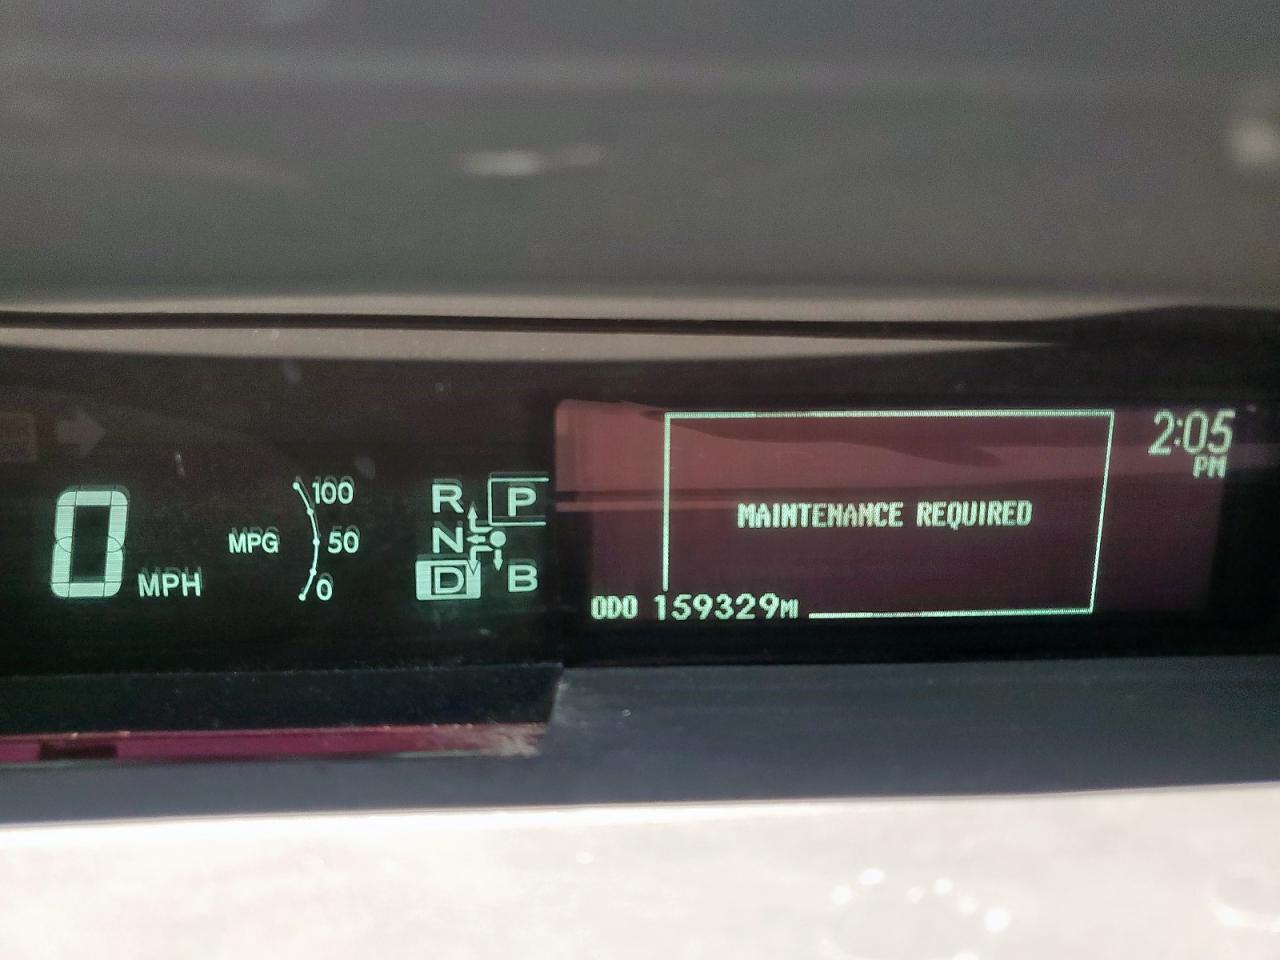 0 MPH
MPG
100
50
0
R P
N
D B
2:05
PM
MAINTENANCE REQUIRED
ODO 159329MI